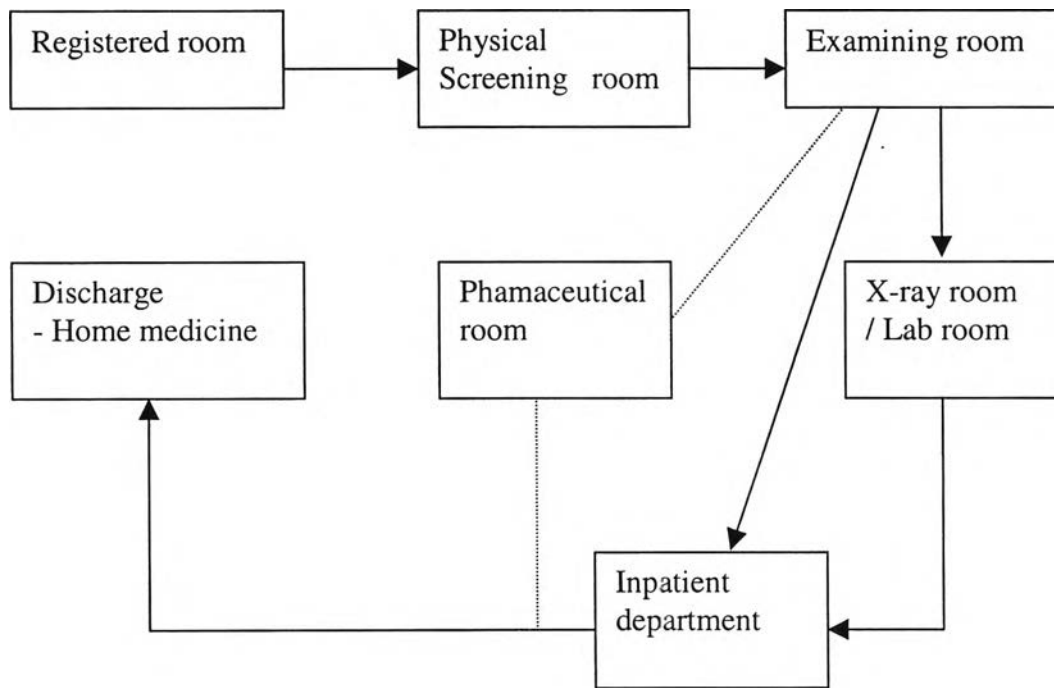 Registered room
Physical
Screening room
Examining room
Discharge
- Home medicine
Phamaceutical
room
X-ray room
/ Lab room
Inpatient
department